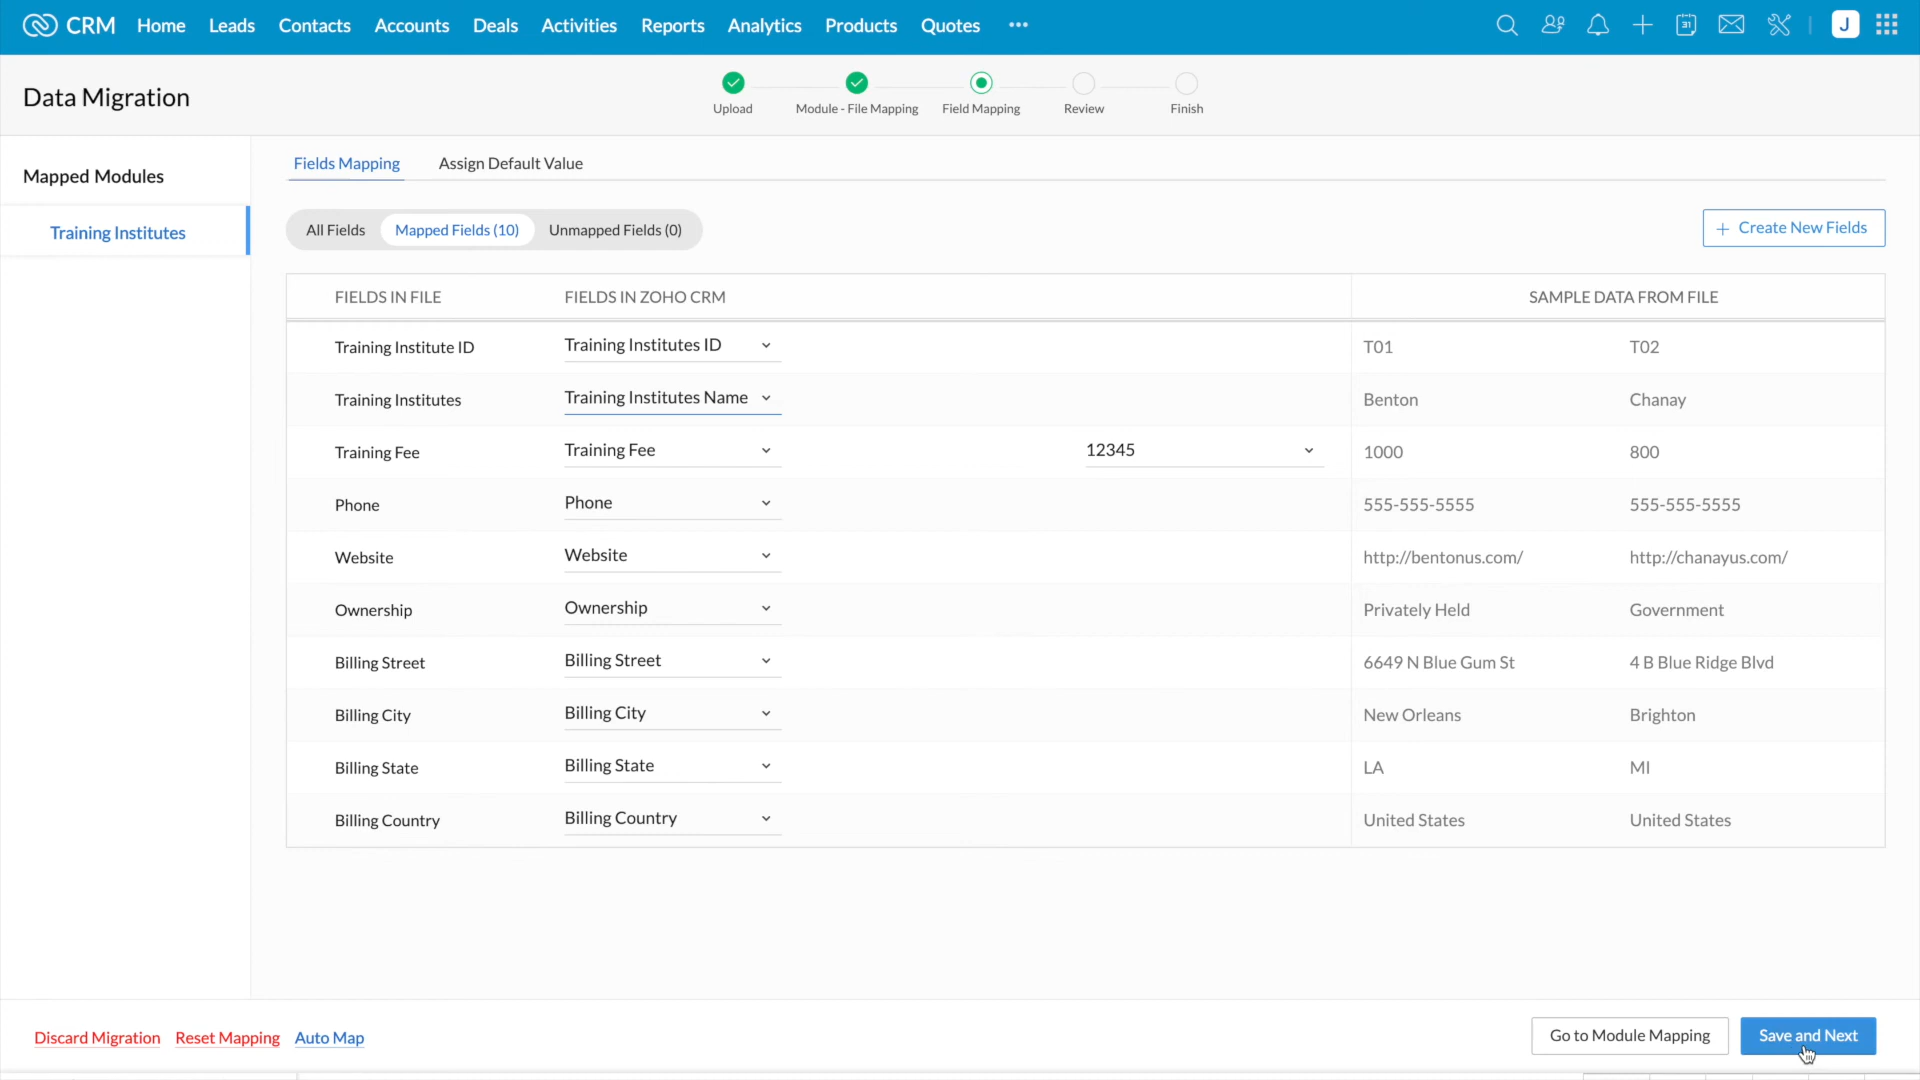 CRM Home Leads Contacts Accounts Deals Activities Reports Analytics Products Quotes ••• 31 J
Data Migration
Upload Module - File Mapping Field Mapping Review Finish
Mapped Modules
Training Institutes
Fields Mapping Assign Default Value
All Fields Mapped Fields (10) Unmapped Fields (0)
+ Create New Fields
FIELDS IN FILE FIELDS IN ZOHO CRM SAMPLE DATA FROM FILE
Training Institute ID Training Institutes ID T01 T02
Training Institutes Training Institutes Name Benton Chanay
Training Fee Training Fee 12345 1000 800
Phone Phone 555-555-5555 555-555-5555
Website Website http://bentonus.com/ http://chanayus.com/
Ownership Ownership Privately Held Government
Billing Street Billing Street 6649 N Blue Gum St 4 B Blue Ridge Blvd
Billing City Billing City New Orleans Brighton
Billing State Billing State LA MI
Billing Country Billing Country United States United States
Discard Migration Reset Mapping Auto Map Go to Module Mapping Save and Next